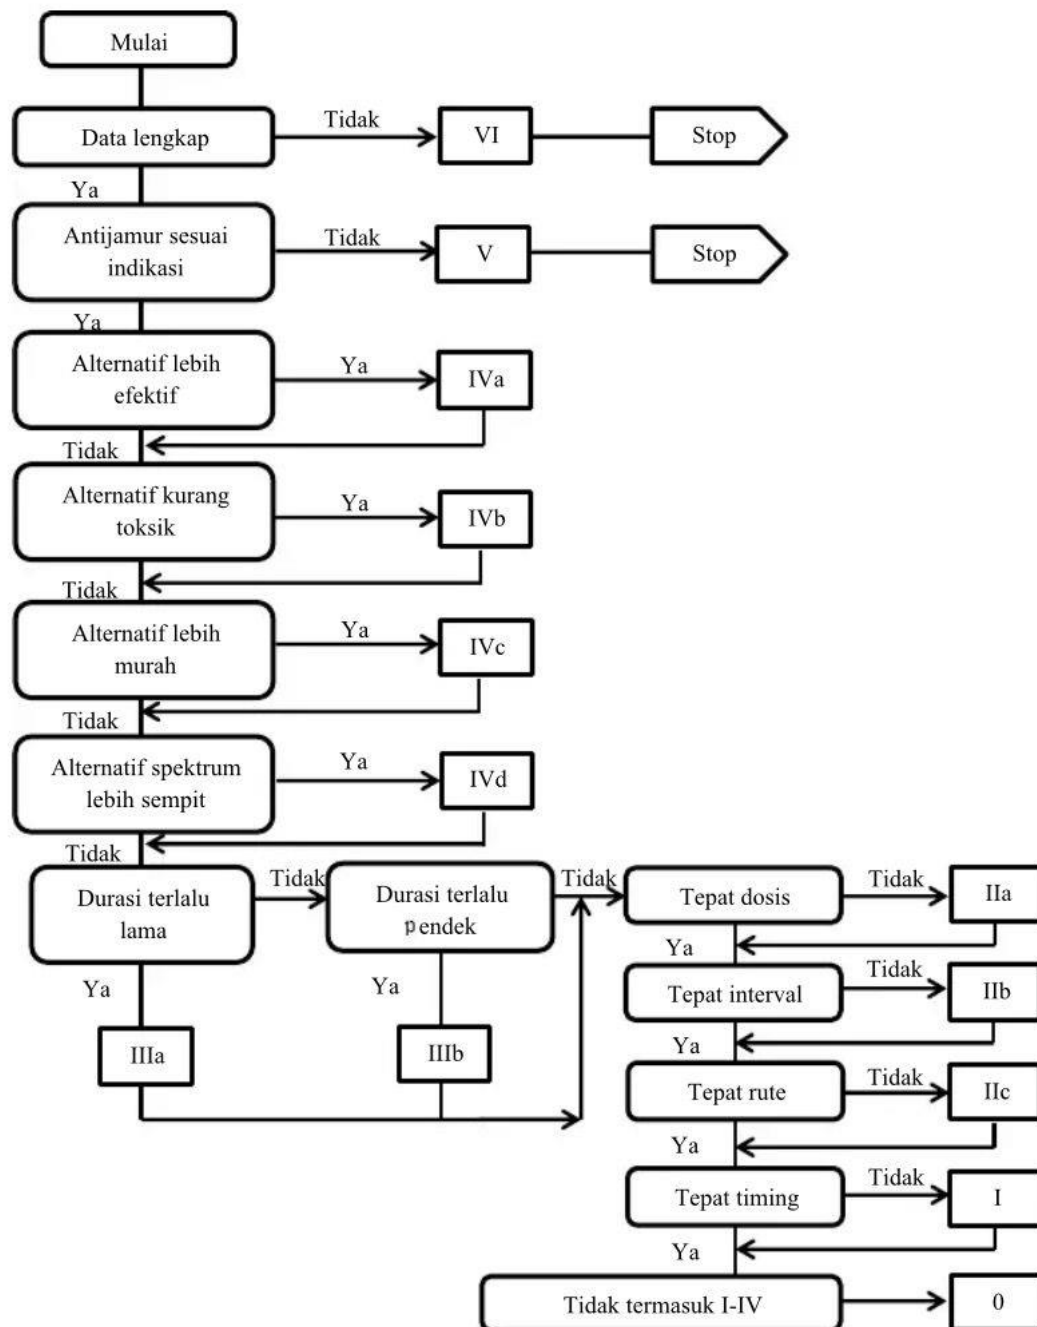 Mulai
Data lengkap
Tidak
VI
Stop
Ya
Antijamur sesuai
indikasi
Tidak
V
Stop
Ya
Alternatif lebih
efektif
Ya
IVa
Tidak
Alternatif kurang
toksik
Ya
IVb
Tidak
Alternatif lebih
murah
Ya
IVc
Tidak
Alternatif spektrum
lebih sempit
Ya
IVd
Tidak
Durasi terlalu
lama
Tidak
Durasi terlalu
pendek
Tidak
Tepat dosis
Tidak
IIa
Ya
Ya
Ya
IIIa
IIIb
Tepat interval
Tidak
IIb
Ya
Tepat rute
Tidak
IIc
Ya
Tepat timing
Tidak
I
Ya
Tidak termasuk I-IV
0